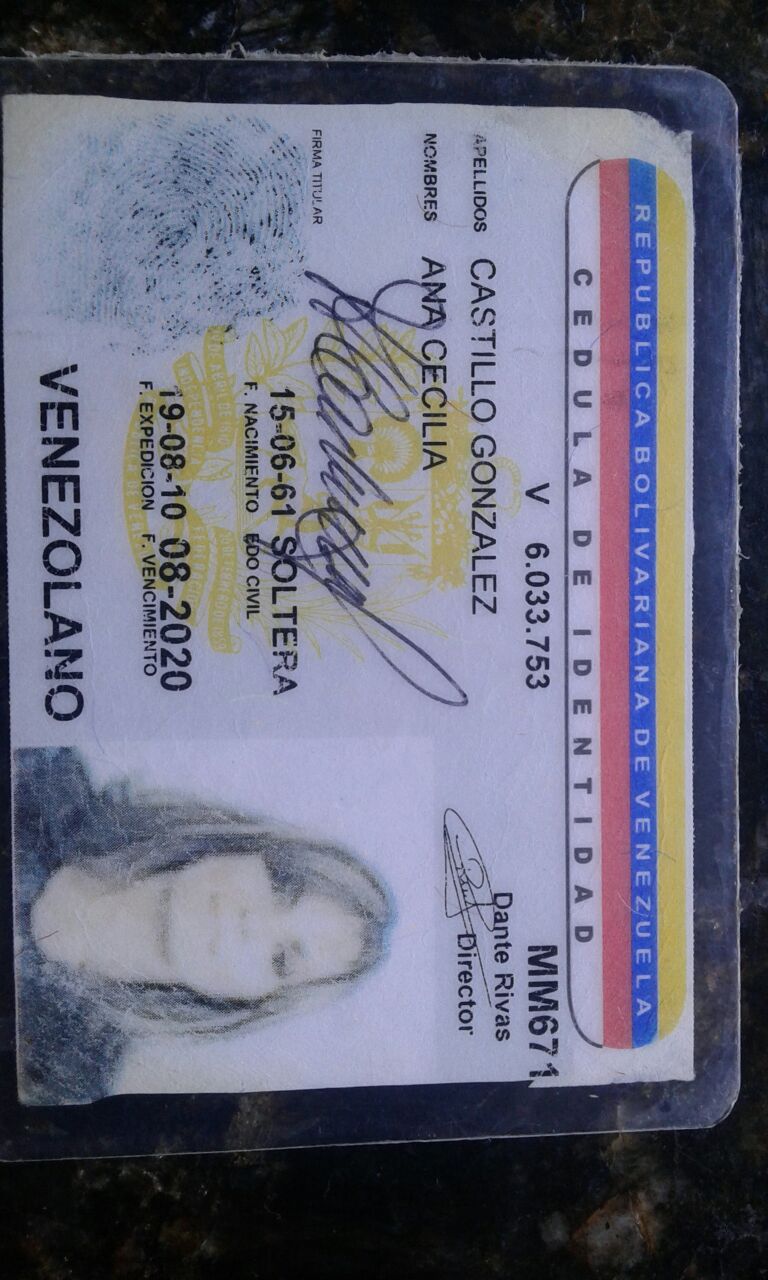 REPUBLICA BOLIVARIANA DE VENEZUELA
CEDULA DE IDENTIDAD
V 6.033.753 MM671
APELLIDOS CASTILLO GONZALEZ
Dante Rivas
Director
NOMBRES ANA CECILIA
FIRMA TITULAR
15-06-61 SOLTERA
F. NACIMIENTO EDO CIVIL
19-08-10 08-2020
F. EXPEDICION F. VENCIMIENTO
VENEZOLANO